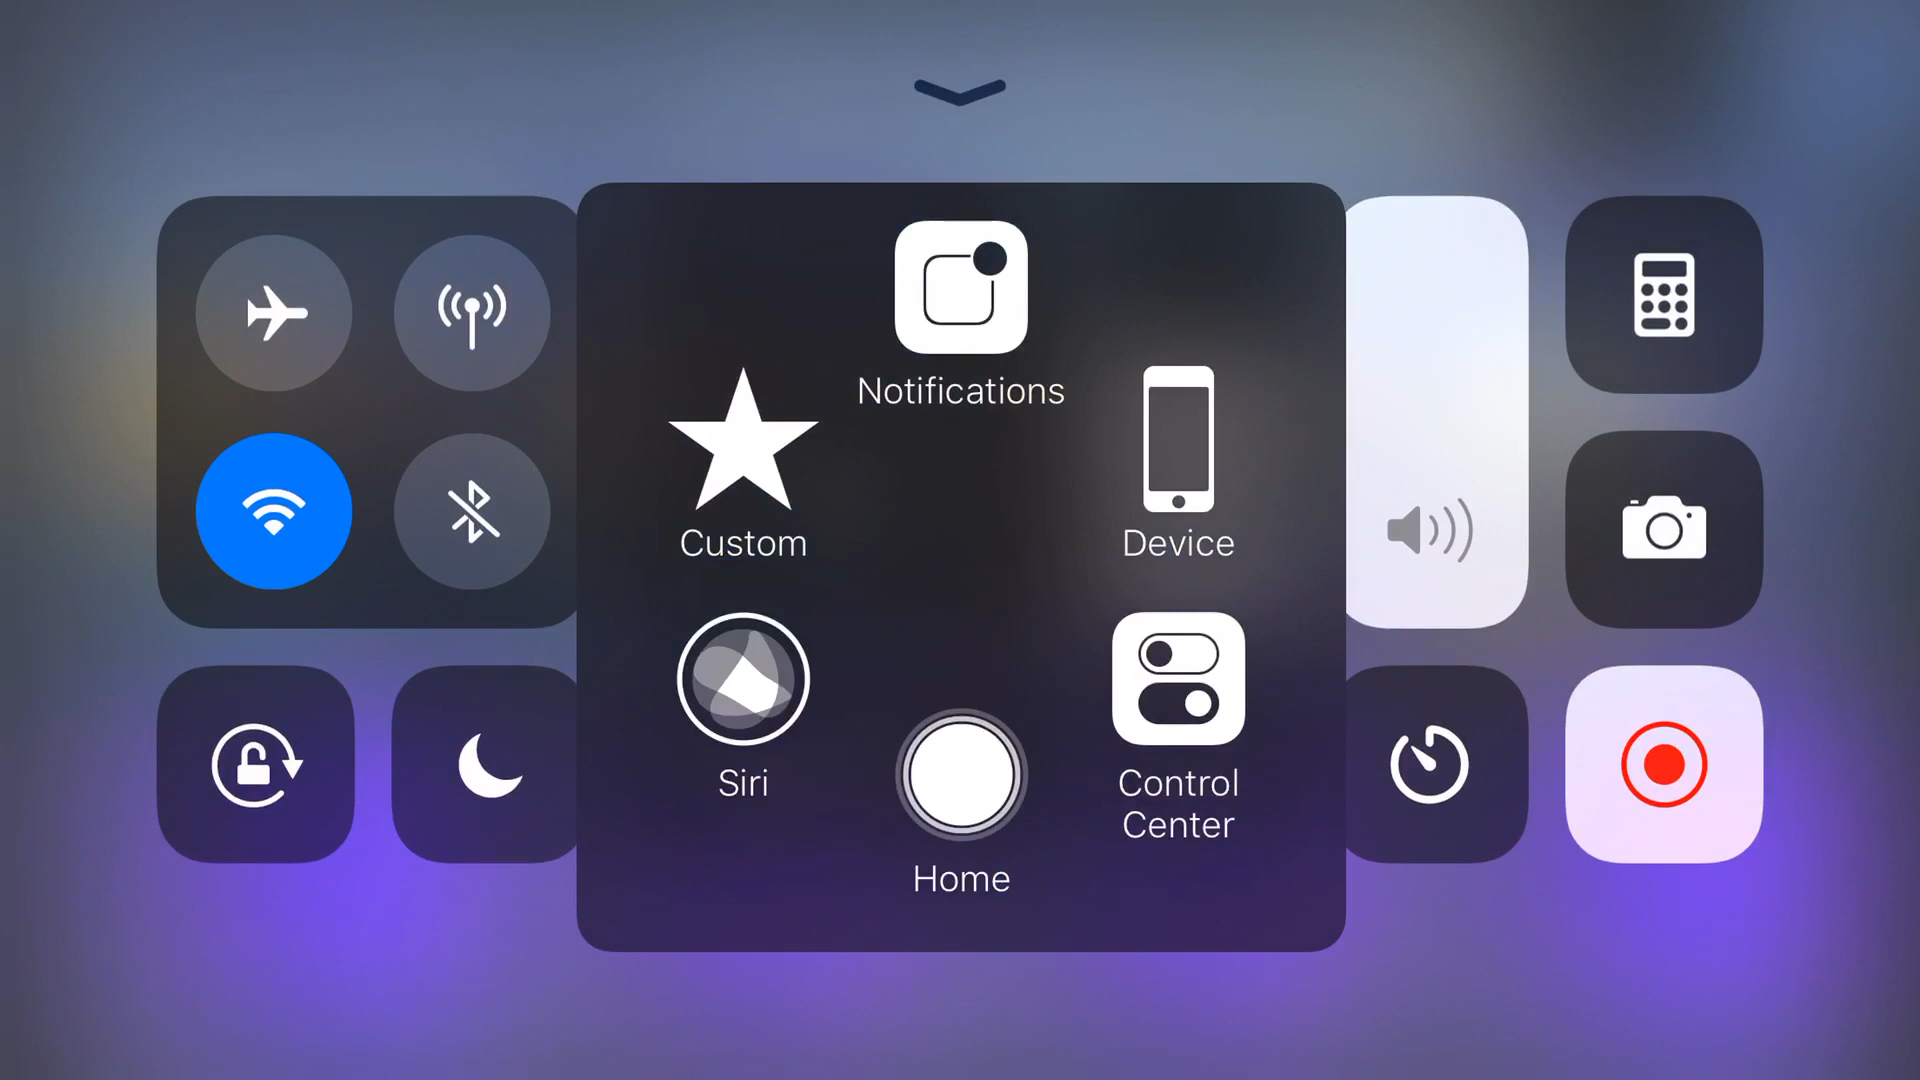 Notifications
Custom
Device
Siri
Control
Center
Home